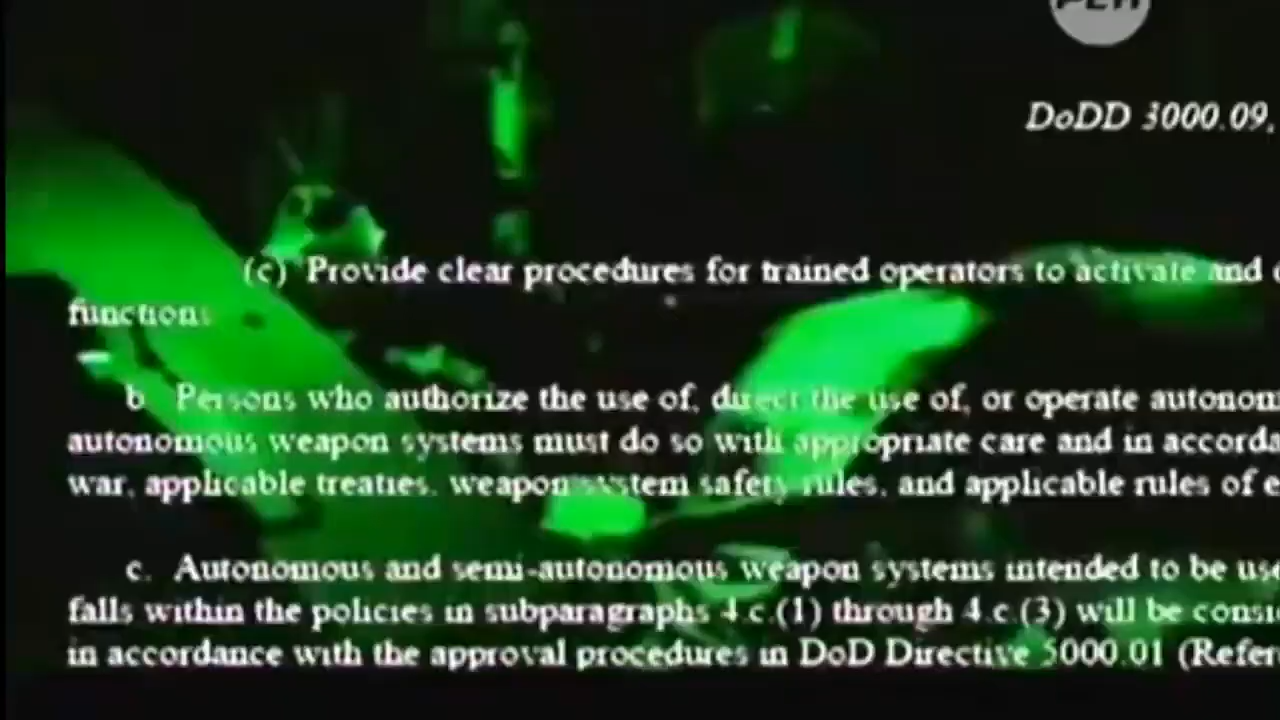 DoDD 3000.09,
(c) Provide clear procedures for trained operators to activate and
functions
b. Persons who authorize the use of, direct the use of, or operate autonom
autonomous weapon systems must do so with appropriate care and in accorda
war, applicable treaties, weapon system safety rules, and applicable rules of e
c. Autonomous and semi-autonomous weapon systems intended to be use
falls within the policies in subparagraphs 4.c.(1) through 4.c.(3) will be consi
in accordance with the approval procedures in DoD Directive 5000.01 (Refer